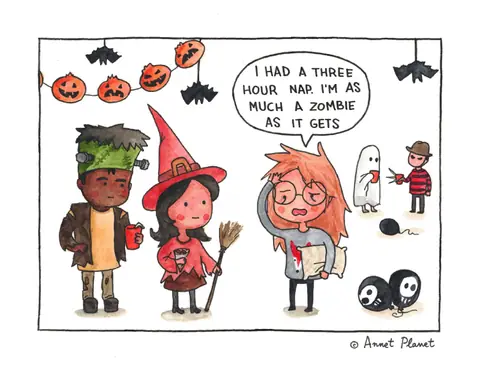 I HAD A THREE
HOUR NAP. I'M AS
MUCH A ZOMBIE
AS IT GETS
© Annet Planet